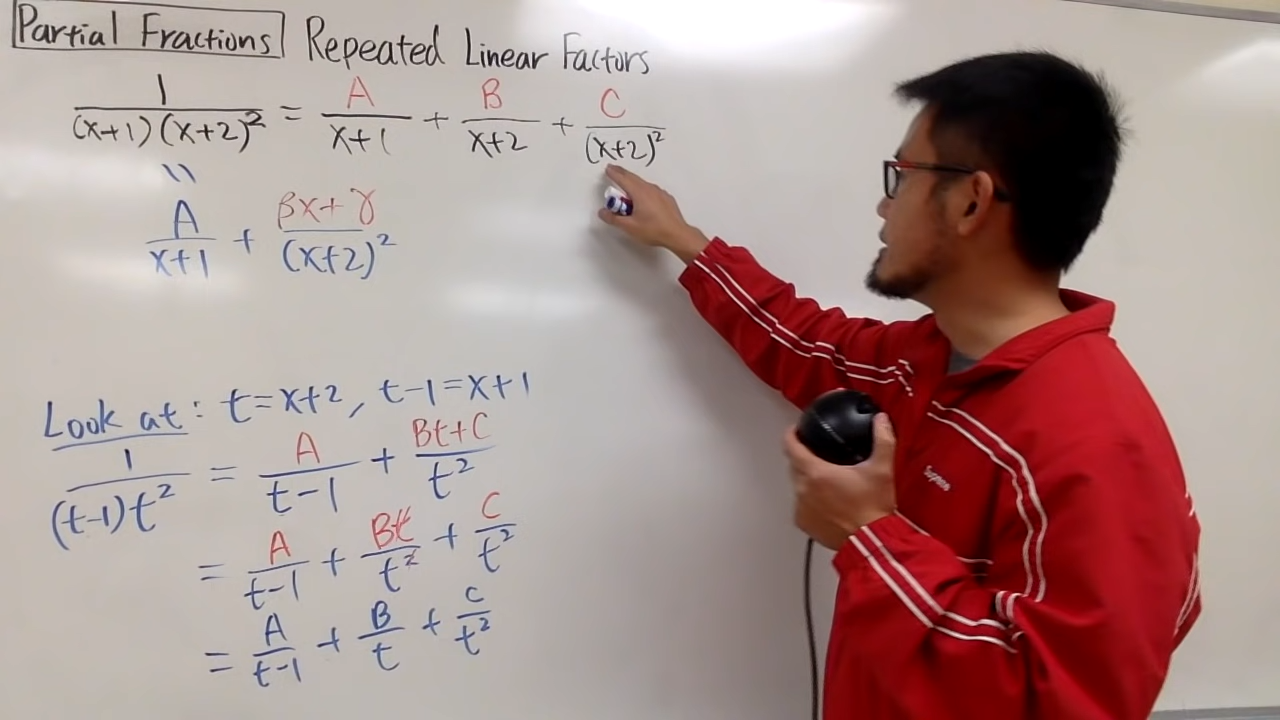 Partial Fractions Repeated Linear Factors
1/((x+1)(x+2)²) = A/(x+1) + B/(x+2) + C/(x+2)²
=
A/(x+1) + (βx+γ)/(x+2)²
Look at: t=x+2, t-1=x+1
1/((t-1)t²) = A/(t-1) + (Bt+C)/t²
= A/(t-1) + Bt/t² + C/t²
= A/(t-1) + B/t + C/t²
Supreme